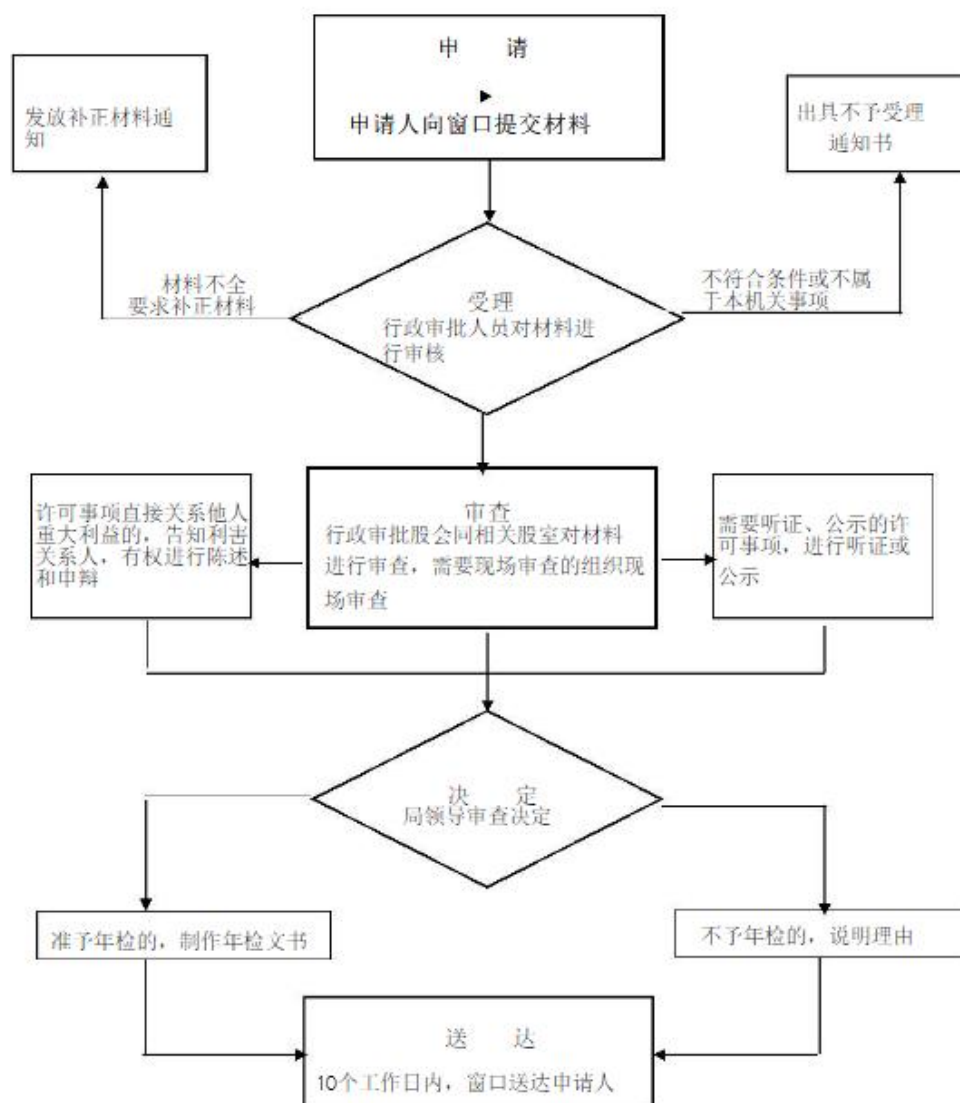 申 请
申请人向窗口提交材料
发放补正材料通
知
出具不予受理
通知书
材料不全
要求补正材料
不符合条件或不属
于本机关事项
受理
行政审批人员对材料进
行审核
许可事项直接关系他人
重大利益的，告知利害
关系人，有权进行陈述
和申辩
审查
行政审批股会同相关股室对材料
进行审查，需要现场审查的组织现
场审查
需要听证、公示的许
可事项，进行听证或
公示
决 定
局领导审查决定
准予年检的，制作年检文书
不予年检的，说明理由
送 达
10个工作日内，窗口送达申请人